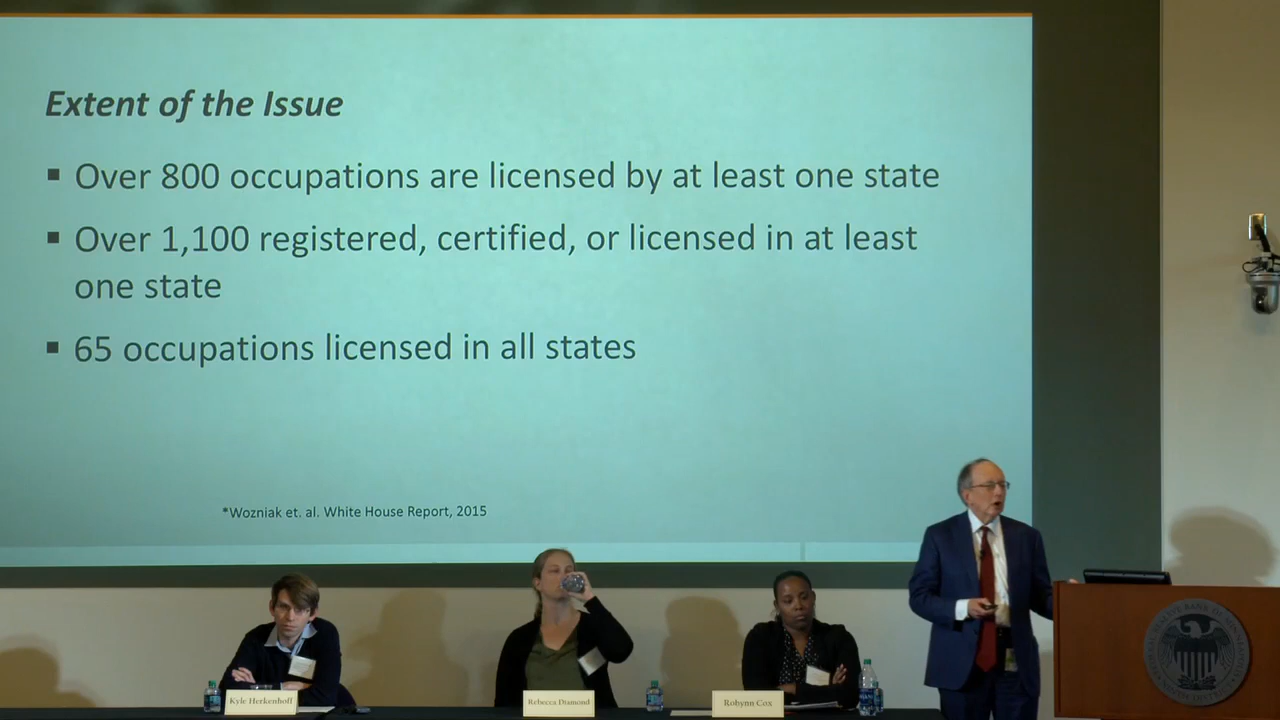 Extent of the Issue
▪ Over 800 occupations are licensed by at least one state
▪ Over 1,100 registered, certified, or licensed in at least
one state
▪ 65 occupations licensed in all states
*Wozniak et. al. White House Report, 2015
Kyle Herkenhoff
Rebecca Diamond
Robynn Cox